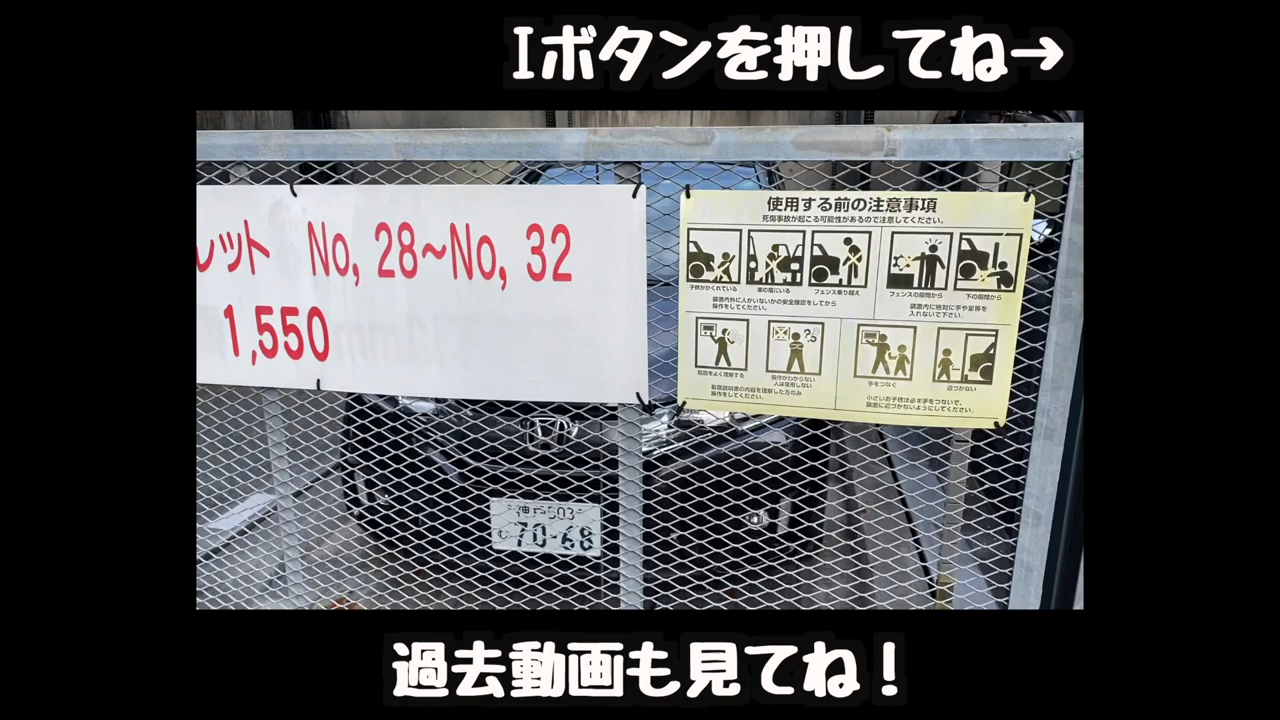 Iボタンを押してね→
レット No, 28~No, 32
1,550
使用する前の注意事項
死傷事故が起こる可能性があるので注意してください。
子供がかくれている
車の陰にいる
フェンス乗り越え
フェンスの隙間から
下の隙間から
装置内外に人がいないかの安全確認をしてから
操作をしてください。
装置内に絶対に手や足等を
入れないで下さい。
取説をよく理解する
操作がわからない
人は使用しない
手をつなぐ
近づかない
取扱説明書の内容を理解した方のみ
操作をしてください。
小さいお子様は必ず手をつないで、
装置に近づかないようにしてください。
神戸 503
む 70-68
過去動画も見てね！